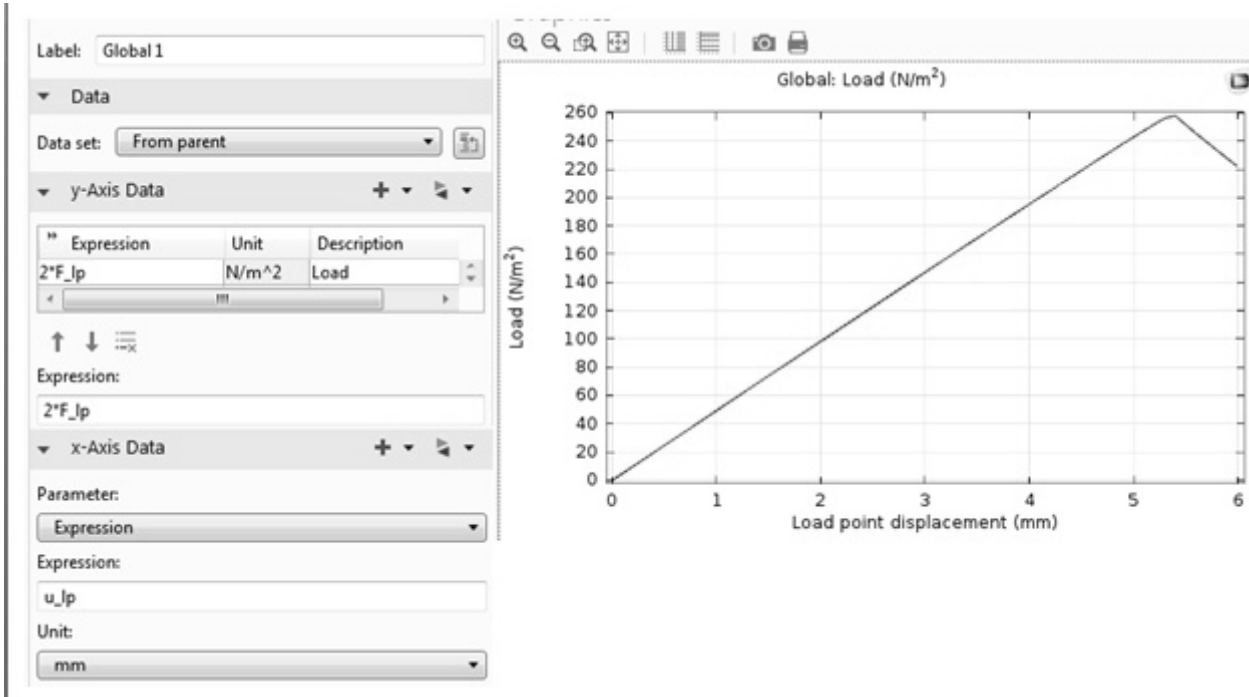 Label: Global 1
Data
Data set: From parent
y-Axis Data
Expression Unit Description
2*F_lp N/m^2 Load
Expression:
2*F_lp
x-Axis Data
Parameter:
Expression
Expression:
u_lp
Unit:
mm
Global: Load (N/m²)
260
240
220
200
180
160
140
120
100
80
60
40
20
0
Load (N/m²)
0 1 2 3 4 5 6
Load point displacement (mm)